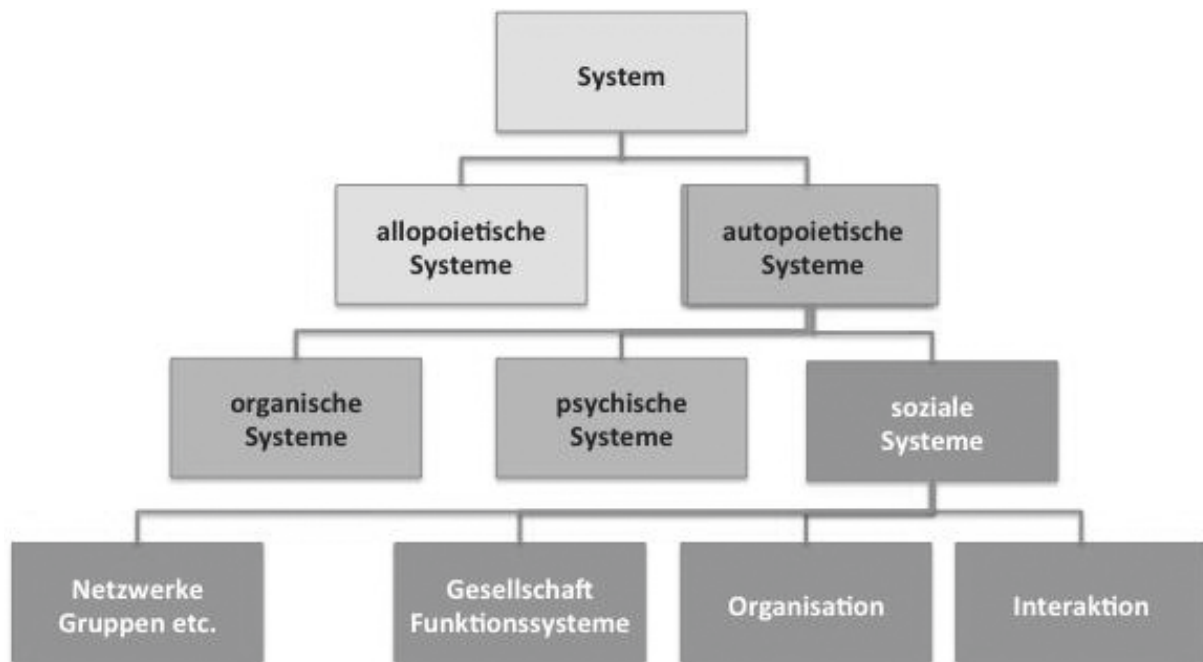 System
allopoietische
Systeme
autopoietische
Systeme
organische
Systeme
psychische
Systeme
soziale
Systeme
Netzwerke
Gruppen etc.
Gesellschaft
Funktionssysteme
Organisation
Interaktion